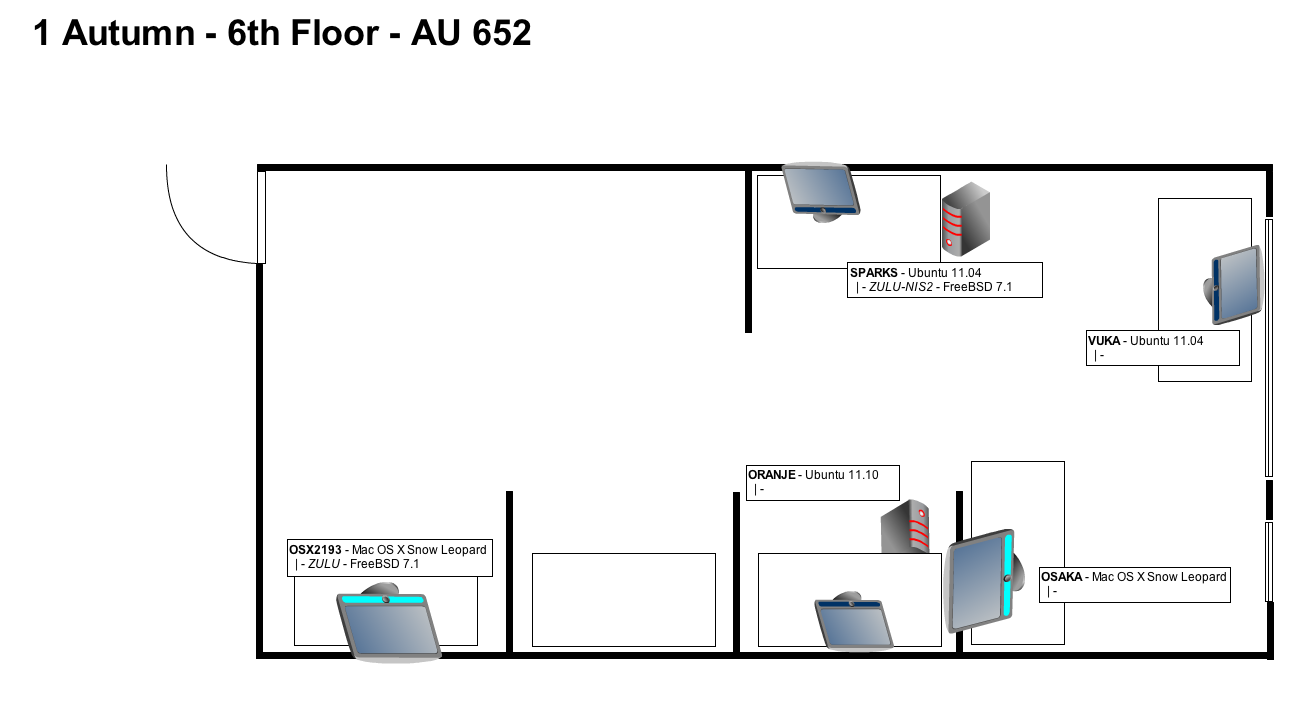 1 Autumn - 6th Floor - AU 652
SPARKS - Ubuntu 11.04
|- ZULU-NIS2 - FreeBSD 7.1
VUKA - Ubuntu 11.04
|-
ORANJE - Ubuntu 11.10
|-
OSX2193 - Mac OS X Snow Leopard
|- ZULU - FreeBSD 7.1
OSAKA - Mac OS X Snow Leopard
|-